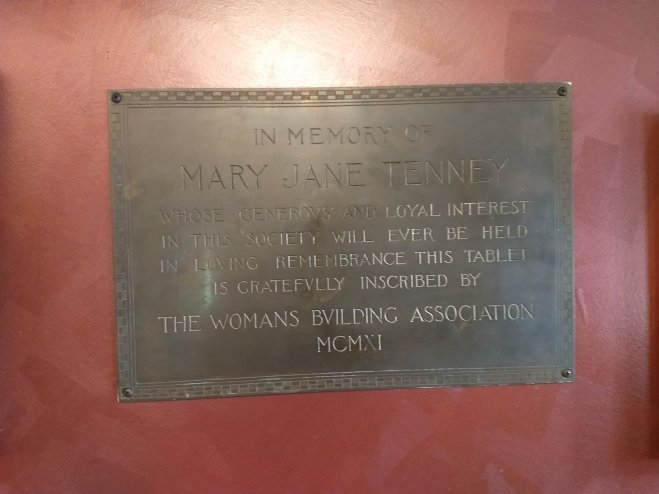 IN MEMORY OF
MARY JANE TENNEY
WHOSE GENEROVS AND LOYAL INTEREST
IN THIS SOCIETY WILL EVER BE HELD
IN LOVING REMEMBRANCE THIS TABLET
IS GRATEFVLLY INSCRIBED BY
THE WOMANS BVILDING ASSOCIATION
MCMXI